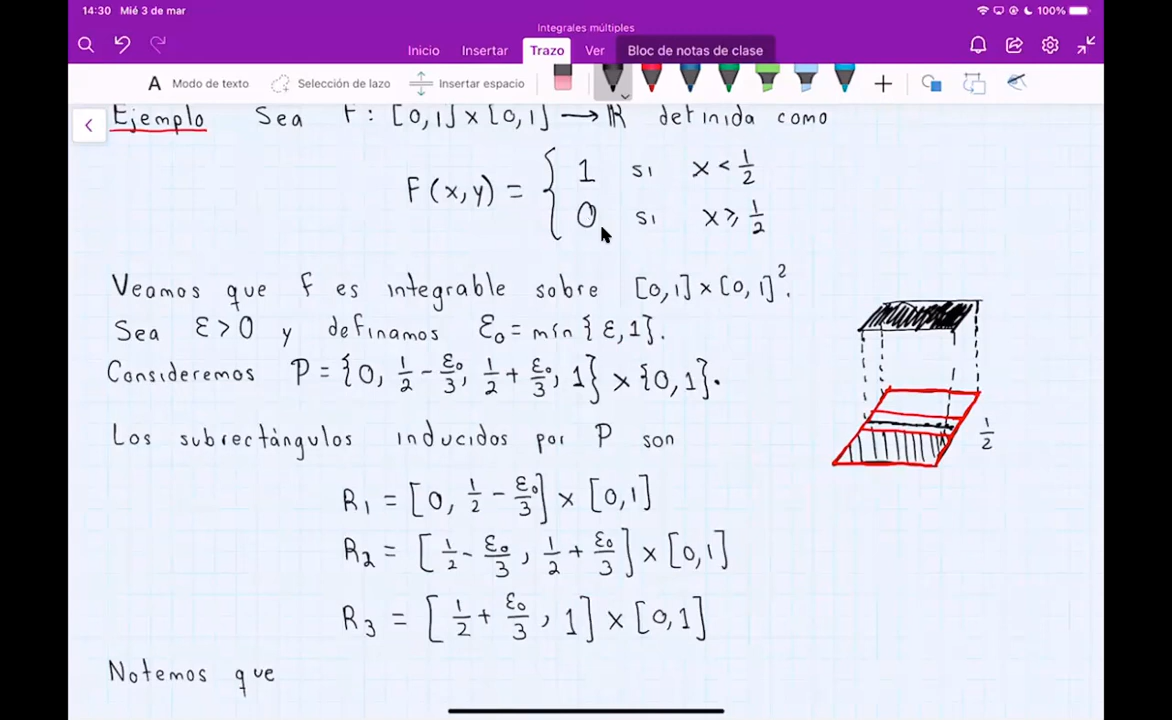 14:30 Mié 3 de mar 100%
Integrales múltiples
Inicio Insertar Trazo Ver Bloc de notas de clase
A Modo de texto Selección de lazo Insertar espacio
Ejemplo Sea f: [0,1] × [0,1] → ℝ definida como
F(x,y) = { 1 si x < 1/2
0 si x ≥ 1/2
Veamos que f es integrable sobre [0,1] × [0,1]².
Sea ε > 0 y definamos ε₀ = mín{ε,1}.
Consideremos P = {0, 1/2 - ε₀/3, 1/2 + ε₀/3, 1} × {0,1}.
Los subrectángulos inducidos por P son
1/2
R₁ = [0, 1/2 - ε₀/3] × [0,1]
R₂ = [1/2 - ε₀/3, 1/2 + ε₀/3] × [0,1]
R₃ = [1/2 + ε₀/3, 1] × [0,1]
Notemos que